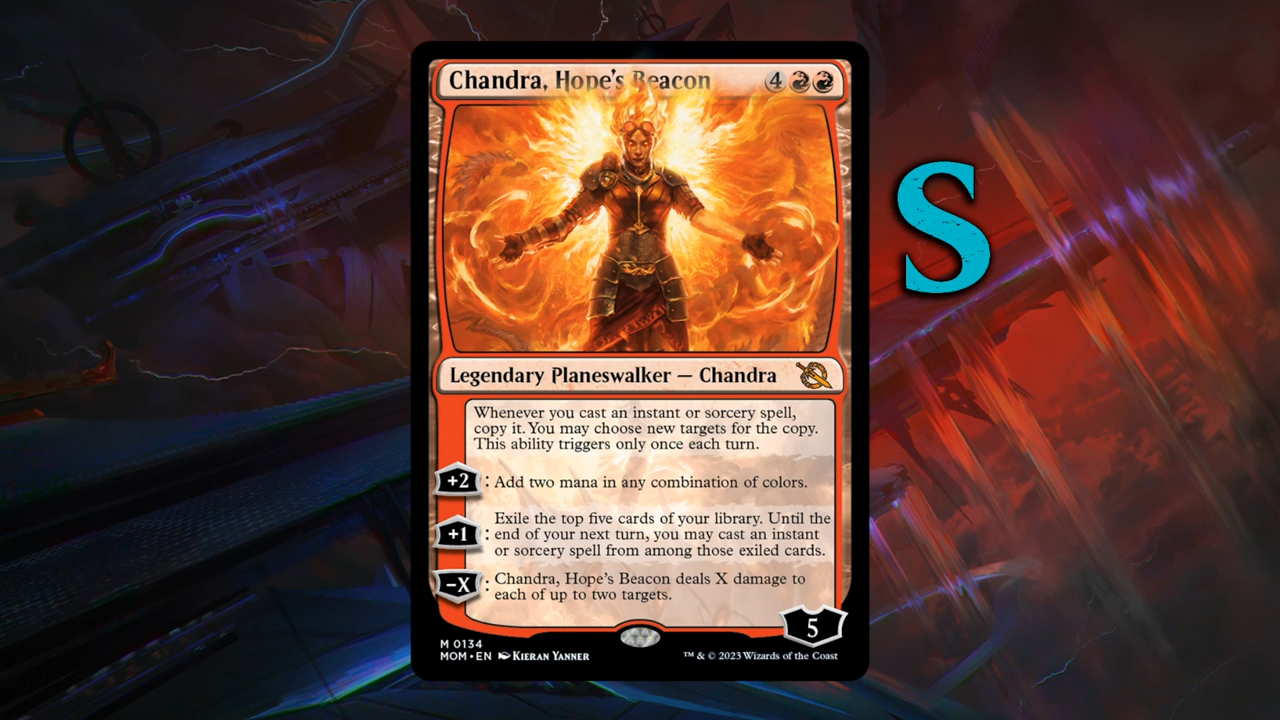 Chandra, Hope's Beacon 4
S
Legendary Planeswalker — Chandra
Whenever you cast an instant or sorcery spell,
copy it. You may choose new targets for the copy.
This ability triggers only once each turn.
+2 : Add two mana in any combination of colors.
Exile the top five cards of your library. Until the
+1 : end of your next turn, you may cast an instant
or sorcery spell from among those exiled cards.
−X : Chandra, Hope's Beacon deals X damage to
each of up to two targets.
5
M 0134
MOM • EN Kieran Yanner ™ & © 2023 Wizards of the Coast